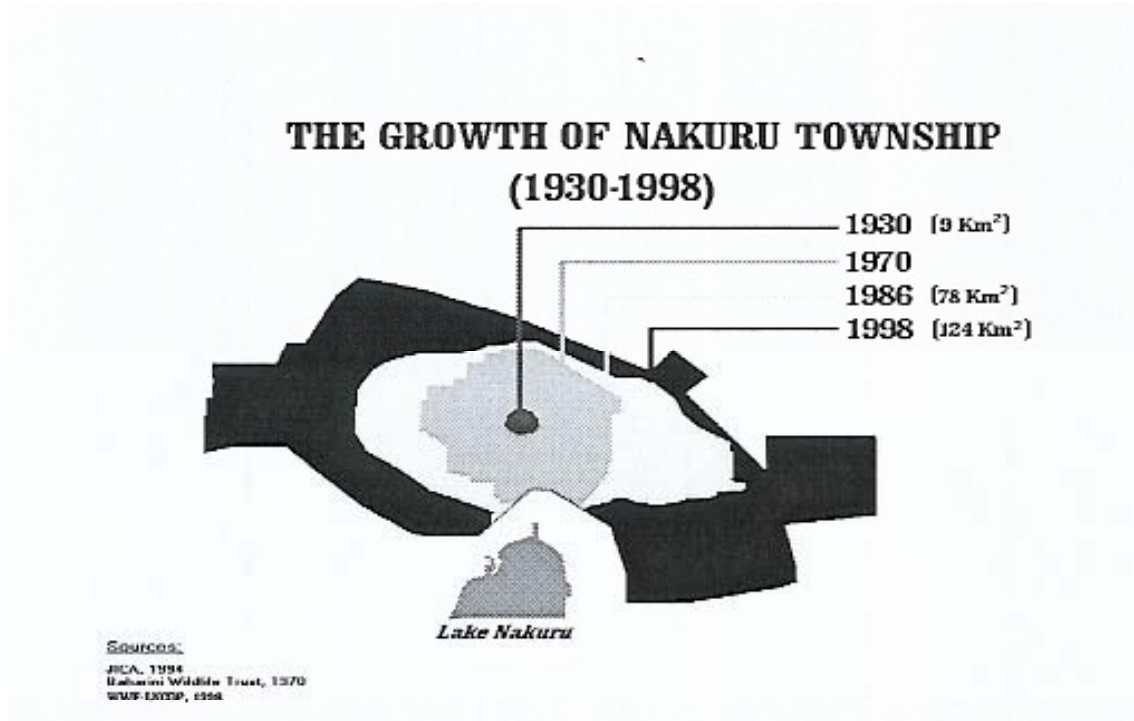 THE GROWTH OF NAKURU TOWNSHIP
(1930-1998)
1930 (9 Km²)
1970
1986 (78 Km²)
1998 (124 Km²)
Lake Nakuru
Sources:
JICA, 1994
Wildlife Trust, 1970
1998